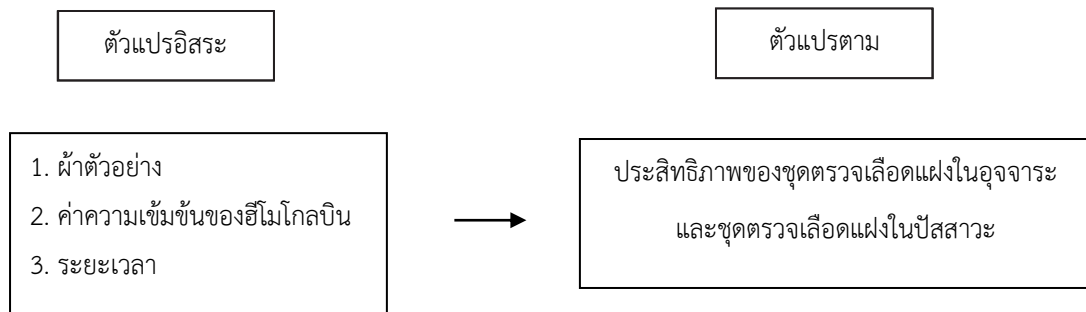 ตัวแปรอิสระ
ตัวแปรตาม
1. ผ้าตัวอย่าง
2. ค่าความเข้มข้นของฮีโมโกลบิน
3. ระยะเวลา
ประสิทธิภาพของชุดตรวจเลือดแฝงในอุจจาระ
และชุดตรวจเลือดแฝงในปัสสาวะ